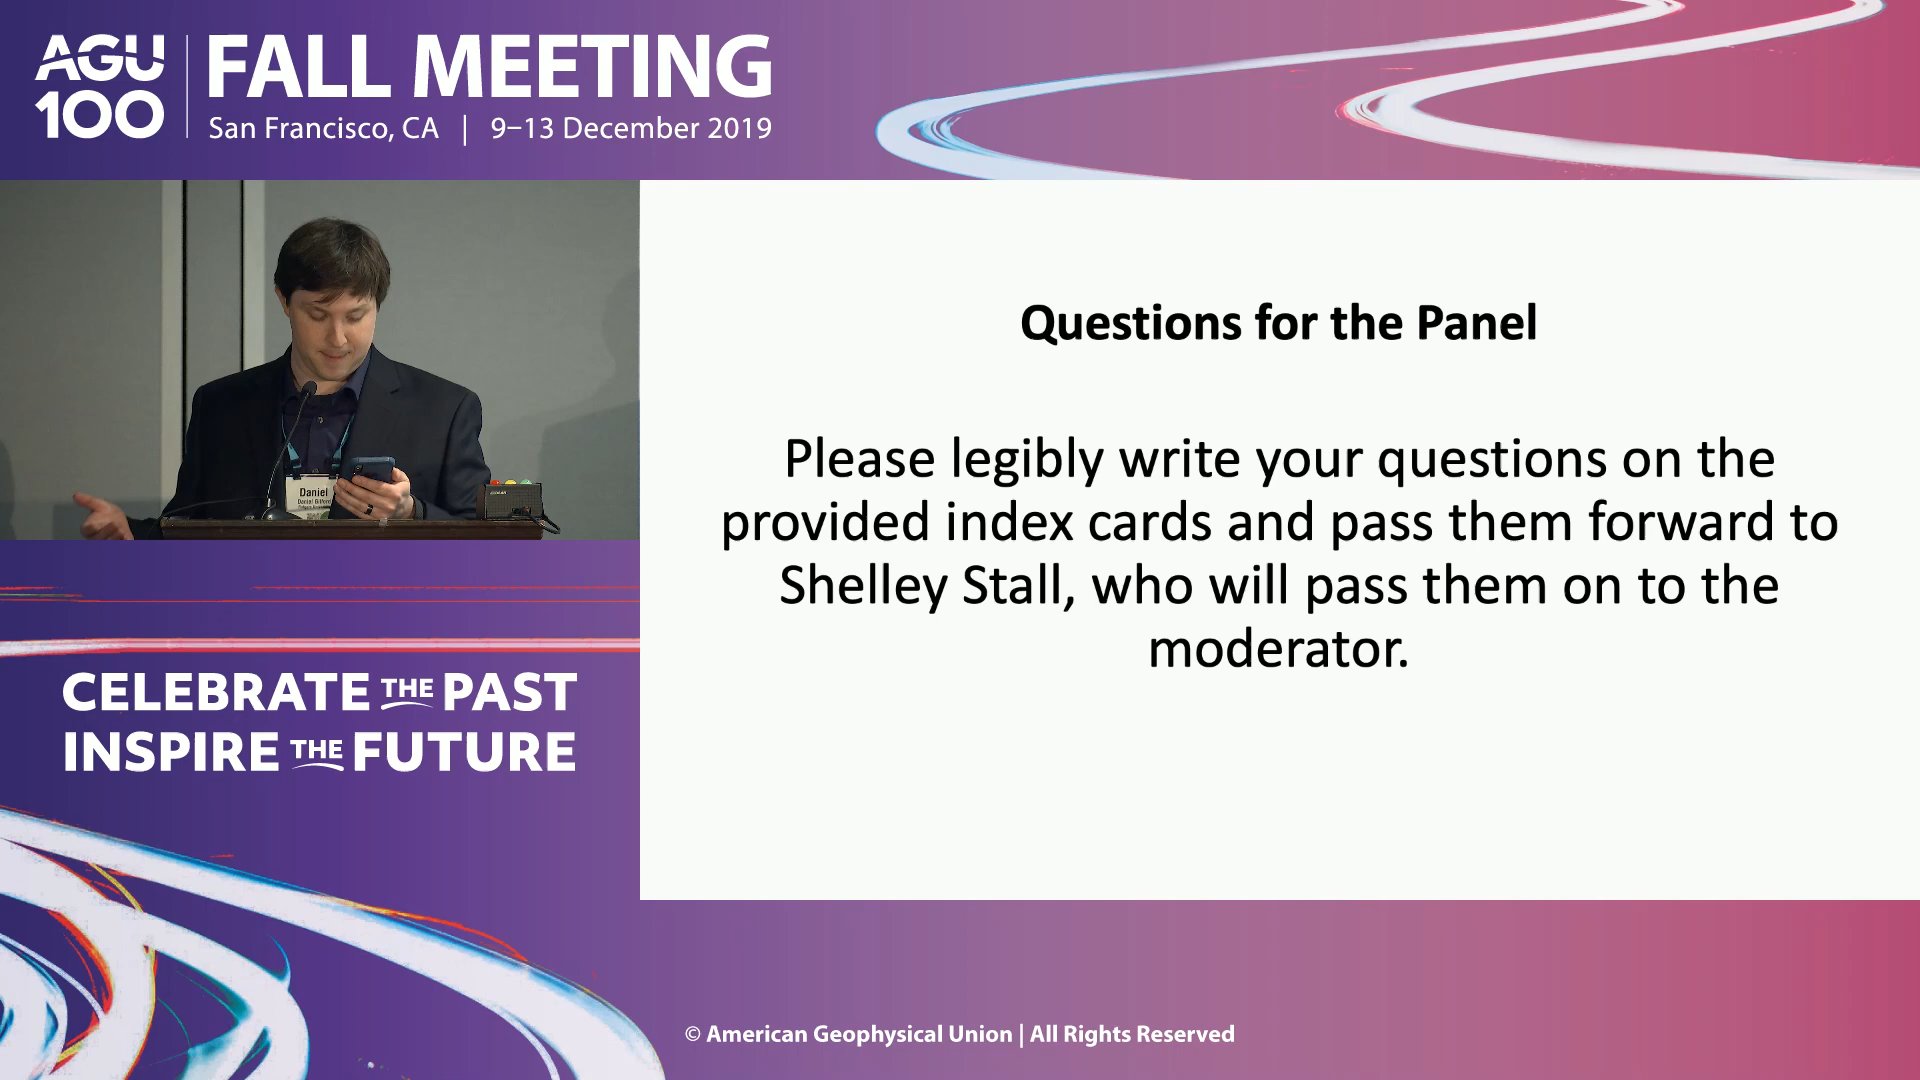 AGU
100
FALL MEETING
San Francisco, CA | 9–13 December 2019
Daniel
Questions for the Panel
Please legibly write your questions on the
provided index cards and pass them forward to
Shelley Stall, who will pass them on to the
moderator.
CELEBRATE THE PAST
INSPIRE THE FUTURE
© American Geophysical Union | All Rights Reserved